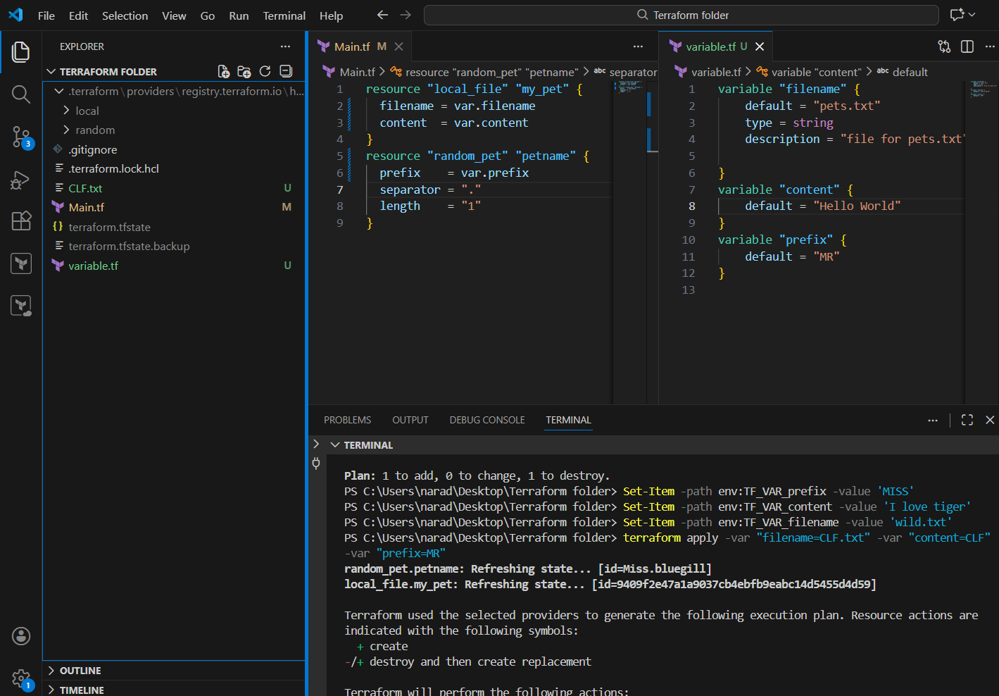 File Edit Selection View Go Run Terminal Help
Terraform folder
EXPLORER
TERRAFORM FOLDER
.terraform\providers\registry.terraform.io\h...
local
random
.gitignore
.terraform.lock.hcl
CLF.txt U
Main.tf M
terraform.tfstate
terraform.tfstate.backup
variable.tf U
OUTLINE
TIMELINE
3
1
Main.tf M
Main.tf > resource "random_pet" "petname" > abc separator
1 resource "local_file" "my_pet" {
2 filename = var.filename
3 content = var.content
4 }
5 resource "random_pet" "petname" {
6 prefix = var.prefix
7 separator = "."
8 length = "1"
9 }
variable.tf U
variable.tf > variable "content" > abc default
1 variable "filename" {
2 default = "pets.txt"
3 type = string
4 description = "file for pets.txt"
5
6 }
7 variable "content" {
8 default = "Hello World"
9 }
10 variable "prefix" {
11 default = "MR"
12 }
13
PROBLEMS OUTPUT DEBUG CONSOLE TERMINAL
TERMINAL
Plan: 1 to add, 0 to change, 1 to destroy.
PS C:\Users\narad\Desktop\Terraform folder> Set-Item -path env:TF_VAR_prefix -value 'MISS'
PS C:\Users\narad\Desktop\Terraform folder> Set-Item -path env:TF_VAR_content -value 'I love tiger'
PS C:\Users\narad\Desktop\Terraform folder> Set-Item -path env:TF_VAR_filename -value 'wild.txt'
PS C:\Users\narad\Desktop\Terraform folder> terraform apply -var "filename=CLF.txt" -var "content=CLF"
-var "prefix=MR"
random_pet.petname: Refreshing state... [id=Miss.bluegill]
local_file.my_pet: Refreshing state... [id=9409f2e47a1a9037cb4ebfb9eabc14d5455d4d59]
Terraform used the selected providers to generate the following execution plan. Resource actions are
indicated with the following symbols:
+ create
-/+ destroy and then create replacement
Terraform will perform the following actions: